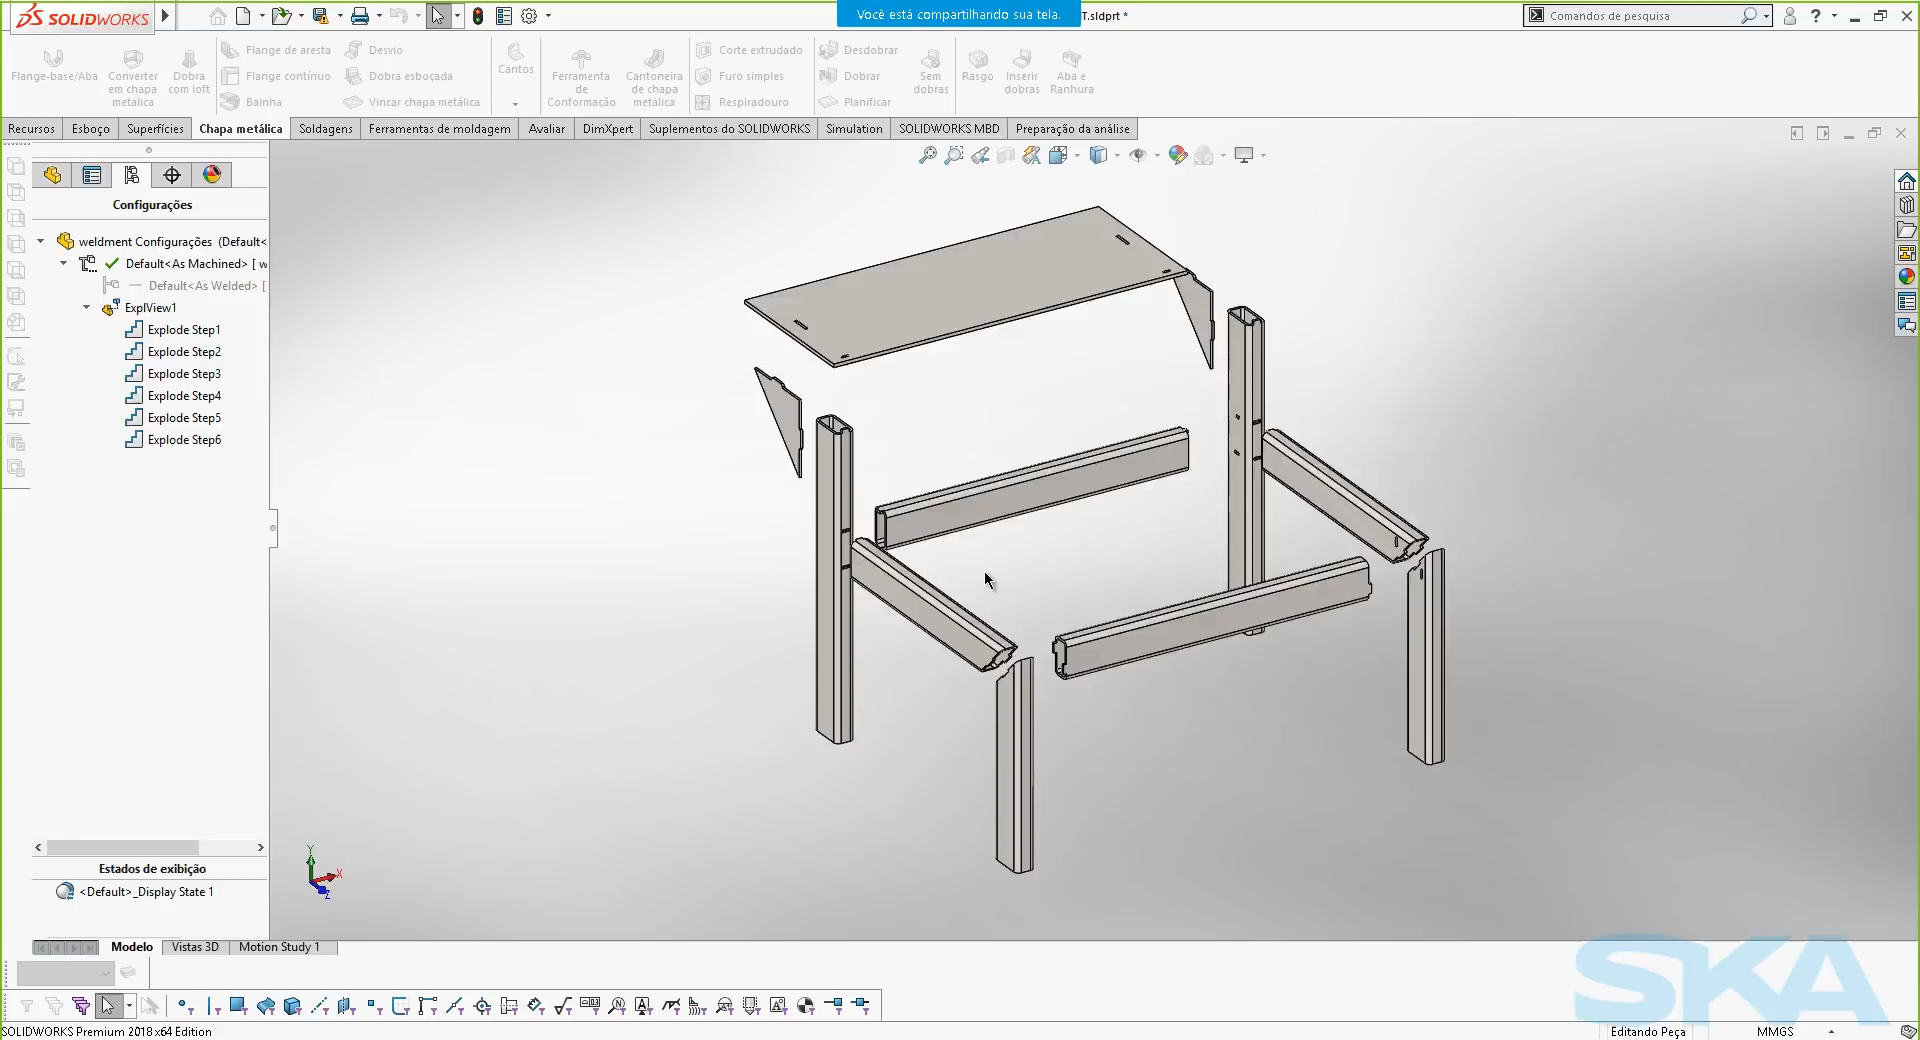 SOLIDWORKS
Você está compartilhando sua tela.
T.sldprt *
Comandos de pesquisa
Flange-base/Aba
Converter em chapa metálica
Dobra com loft
Flange de aresta
Flange contínuo
Bainha
Desvio
Dobra esboçada
Vincar chapa metálica
Cantos
Ferramenta de Conformação
Cantoneira de chapa metálica
Corte extrudado
Furo simples
Respiradouro
Desdobrar
Dobrar
Planificar
Sem dobras
Rasgo
Inserir dobras
Aba e Ranhura
Recursos
Esboço
Superfícies
Chapa metálica
Soldagens
Ferramentas de moldagem
Avaliar
DimXpert
Suplementos do SOLIDWORKS
Simulation
SOLIDWORKS MBD
Preparação da análise
Configurações
weldment Configurações (Default<
Default<As Machined> [ w
Default<As Welded> [
ExplView1
Explode Step1
Explode Step2
Explode Step3
Explode Step4
Explode Step5
Explode Step6
Y
X
Z
Estados de exibição
<Default>_Display State 1
Modelo
Vistas 3D
Motion Study 1
SKA
SOLIDWORKS Premium 2018 x64 Edition
Editando Peça
MMGS